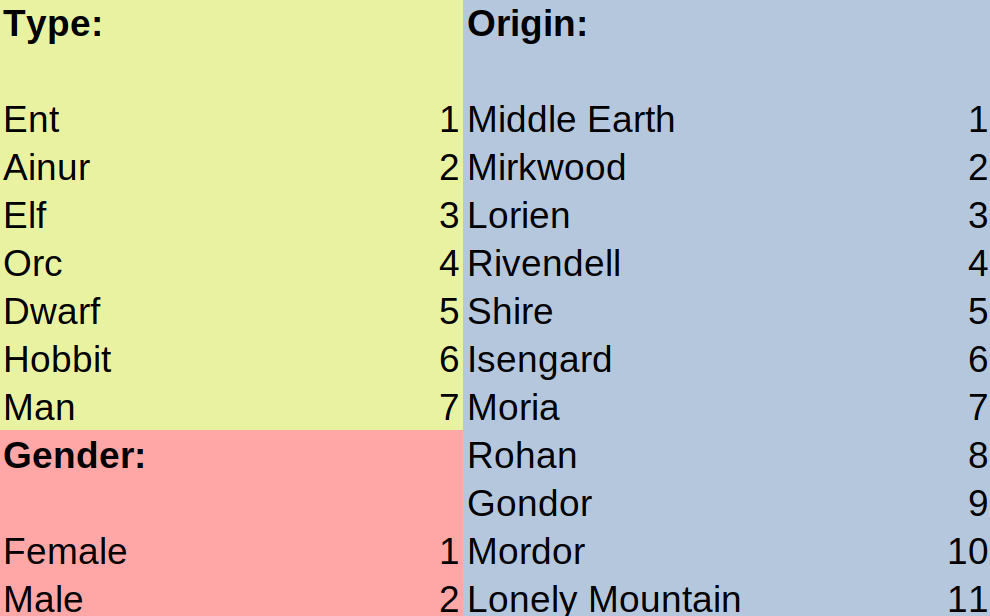 Type:
Ent 1
Ainur 2
Elf 3
Orc 4
Dwarf 5
Hobbit 6
Man 7
Gender:
Female 1
Male 2
Origin:
Middle Earth 1
Mirkwood 2
Lorien 3
Rivendell 4
Shire 5
Isengard 6
Moria 7
Rohan 8
Gondor 9
Mordor 10
Lonely Mountain 11